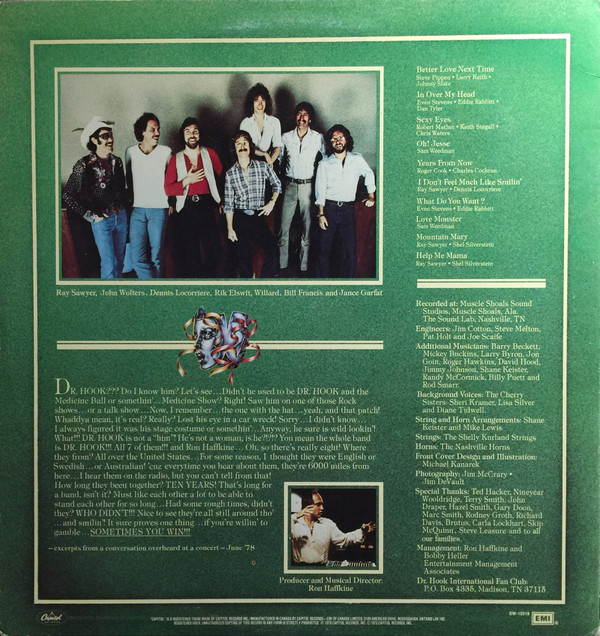 Ray Sawyer, John Wolters, Dennis Locorriere, Rik Elswit, Willard, Bill Francis and Jance Garfat
DR. HOOK??? Do I know him? Let's see...Didn't he used to be DR. HOOK and the
Medicine Ball or somethin'...Medicine Show? Right! Saw him on one of those Rock
shows...or a talk show.... Now, I remember...the one with the hat...yeah, and that patch!
Whaddya mean, it's real? Really? Lost his eye in a car wreck! Sorry...I didn't know...I
always figured it was his stage costume or somethin'...Anyway, he sure is wild lookin'!
What!!! DR. HOOK is not a "him"! He's not a woman, is he?!?!? You mean the whole band
is DR. HOOK!!! All 7 of them!!! and Ron Haffkine... Oh, so there's really eight! Where
they from? All over the United States...For some reason, I thought they were English or
Swedish...or Australian! 'cuz everytime you hear about them, they're 6000 miles from
here...I hear them on the radio, but you can't tell from that!
How long they been together? TEN YEARS! That's long for
a band, isn't it? Must like each other a lot to be able to
stand each other for so long...Had some rough times, didn't
they? WHO DIDN'T!!! Nice to see they're all still around tho'
...and smilin'! It sure proves one thing...if you're willin' to
gamble...SOMETIMES YOU WIN!!!
—excerpts from a conversation overheard at a concert—June '78
Producer and Musical Director:
Ron Haffkine
Better Love Next Time
Steve Pippin • Larry Keith •
Johnny Slate
In Over My Head
Even Stevens • Eddie Rabbitt •
Dan Tyler
Sexy Eyes
Robert Mather • Keith Stegall •
Chris Waters
Oh! Jesse
Sam Weedman
Years From Now
Roger Cook • Charles Cochran
I Don't Feel Much Like Smilin'
Ray Sawyer • Dennis Locorriere
What Do You Want?
Even Stevens • Eddie Rabbitt
Love Monster
Sam Weedman
Mountain Mary
Ray Sawyer • Shel Silverstein
Help Me Mama
Ray Sawyer • Shel Silverstein
Recorded at: Muscle Shoals Sound
Studios, Muscle Shoals, Ala.
The Sound Lab, Nashville, TN
Engineers: Jim Cotton, Steve Melton,
Pat Holt and Joe Scaife
Additional Musicians: Barry Beckett,
Mickey Buckins, Larry Byrom, Jon
Goin, Roger Hawkins, David Hood,
Jimmy Johnson, Shane Keister,
Randy McCormick, Billy Puett and
Rod Smarr.
Background Voices: The Cherry
Sisters: Sheri Kramer, Lisa Silver
and Diane Tidwell.
String and Horn Arrangements: Shane
Keister and Mike Lewis
Strings: The Shelly Kurland Strings
Horns: The Nashville Horns
Front Cover Design and Illustration:
Michael Kanarek
Photography: Jim McCrary •
Jim DeVault
Special Thanks: Ted Hacker, Nineyear
Wooldridge, Terry Smith, John
Draper, Hazel Smith, Gary Doon,
Marc Smith, Rodney Groth, Richard
Davis, Brutus, Carla Lockhart, Skip
McQuinn, Steve Leasure and to all
our families.
Management: Ron Haffkine and
Bobby Heller
Entertainment Management
Associates
Dr. Hook International Fan Club:
P.O. Box 4335, Madison, TN 37115
Capitol
EMI